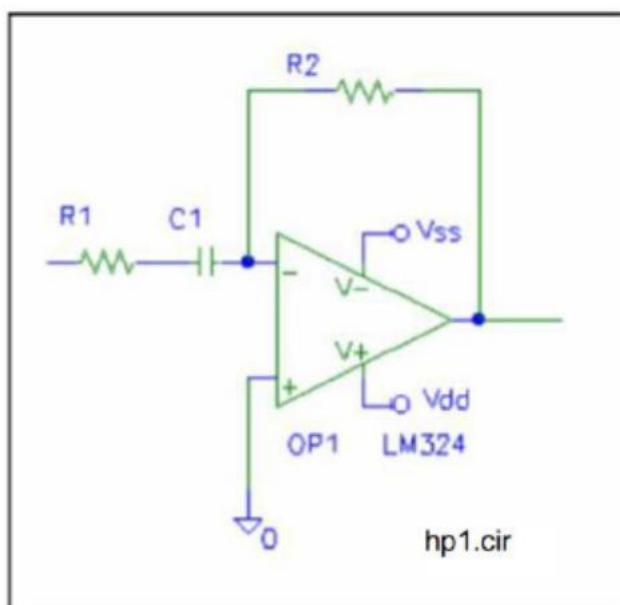 R2
R1
C1
Vss
-
V-
V+
+
Vdd
OP1
LM324
0
hp1.cir